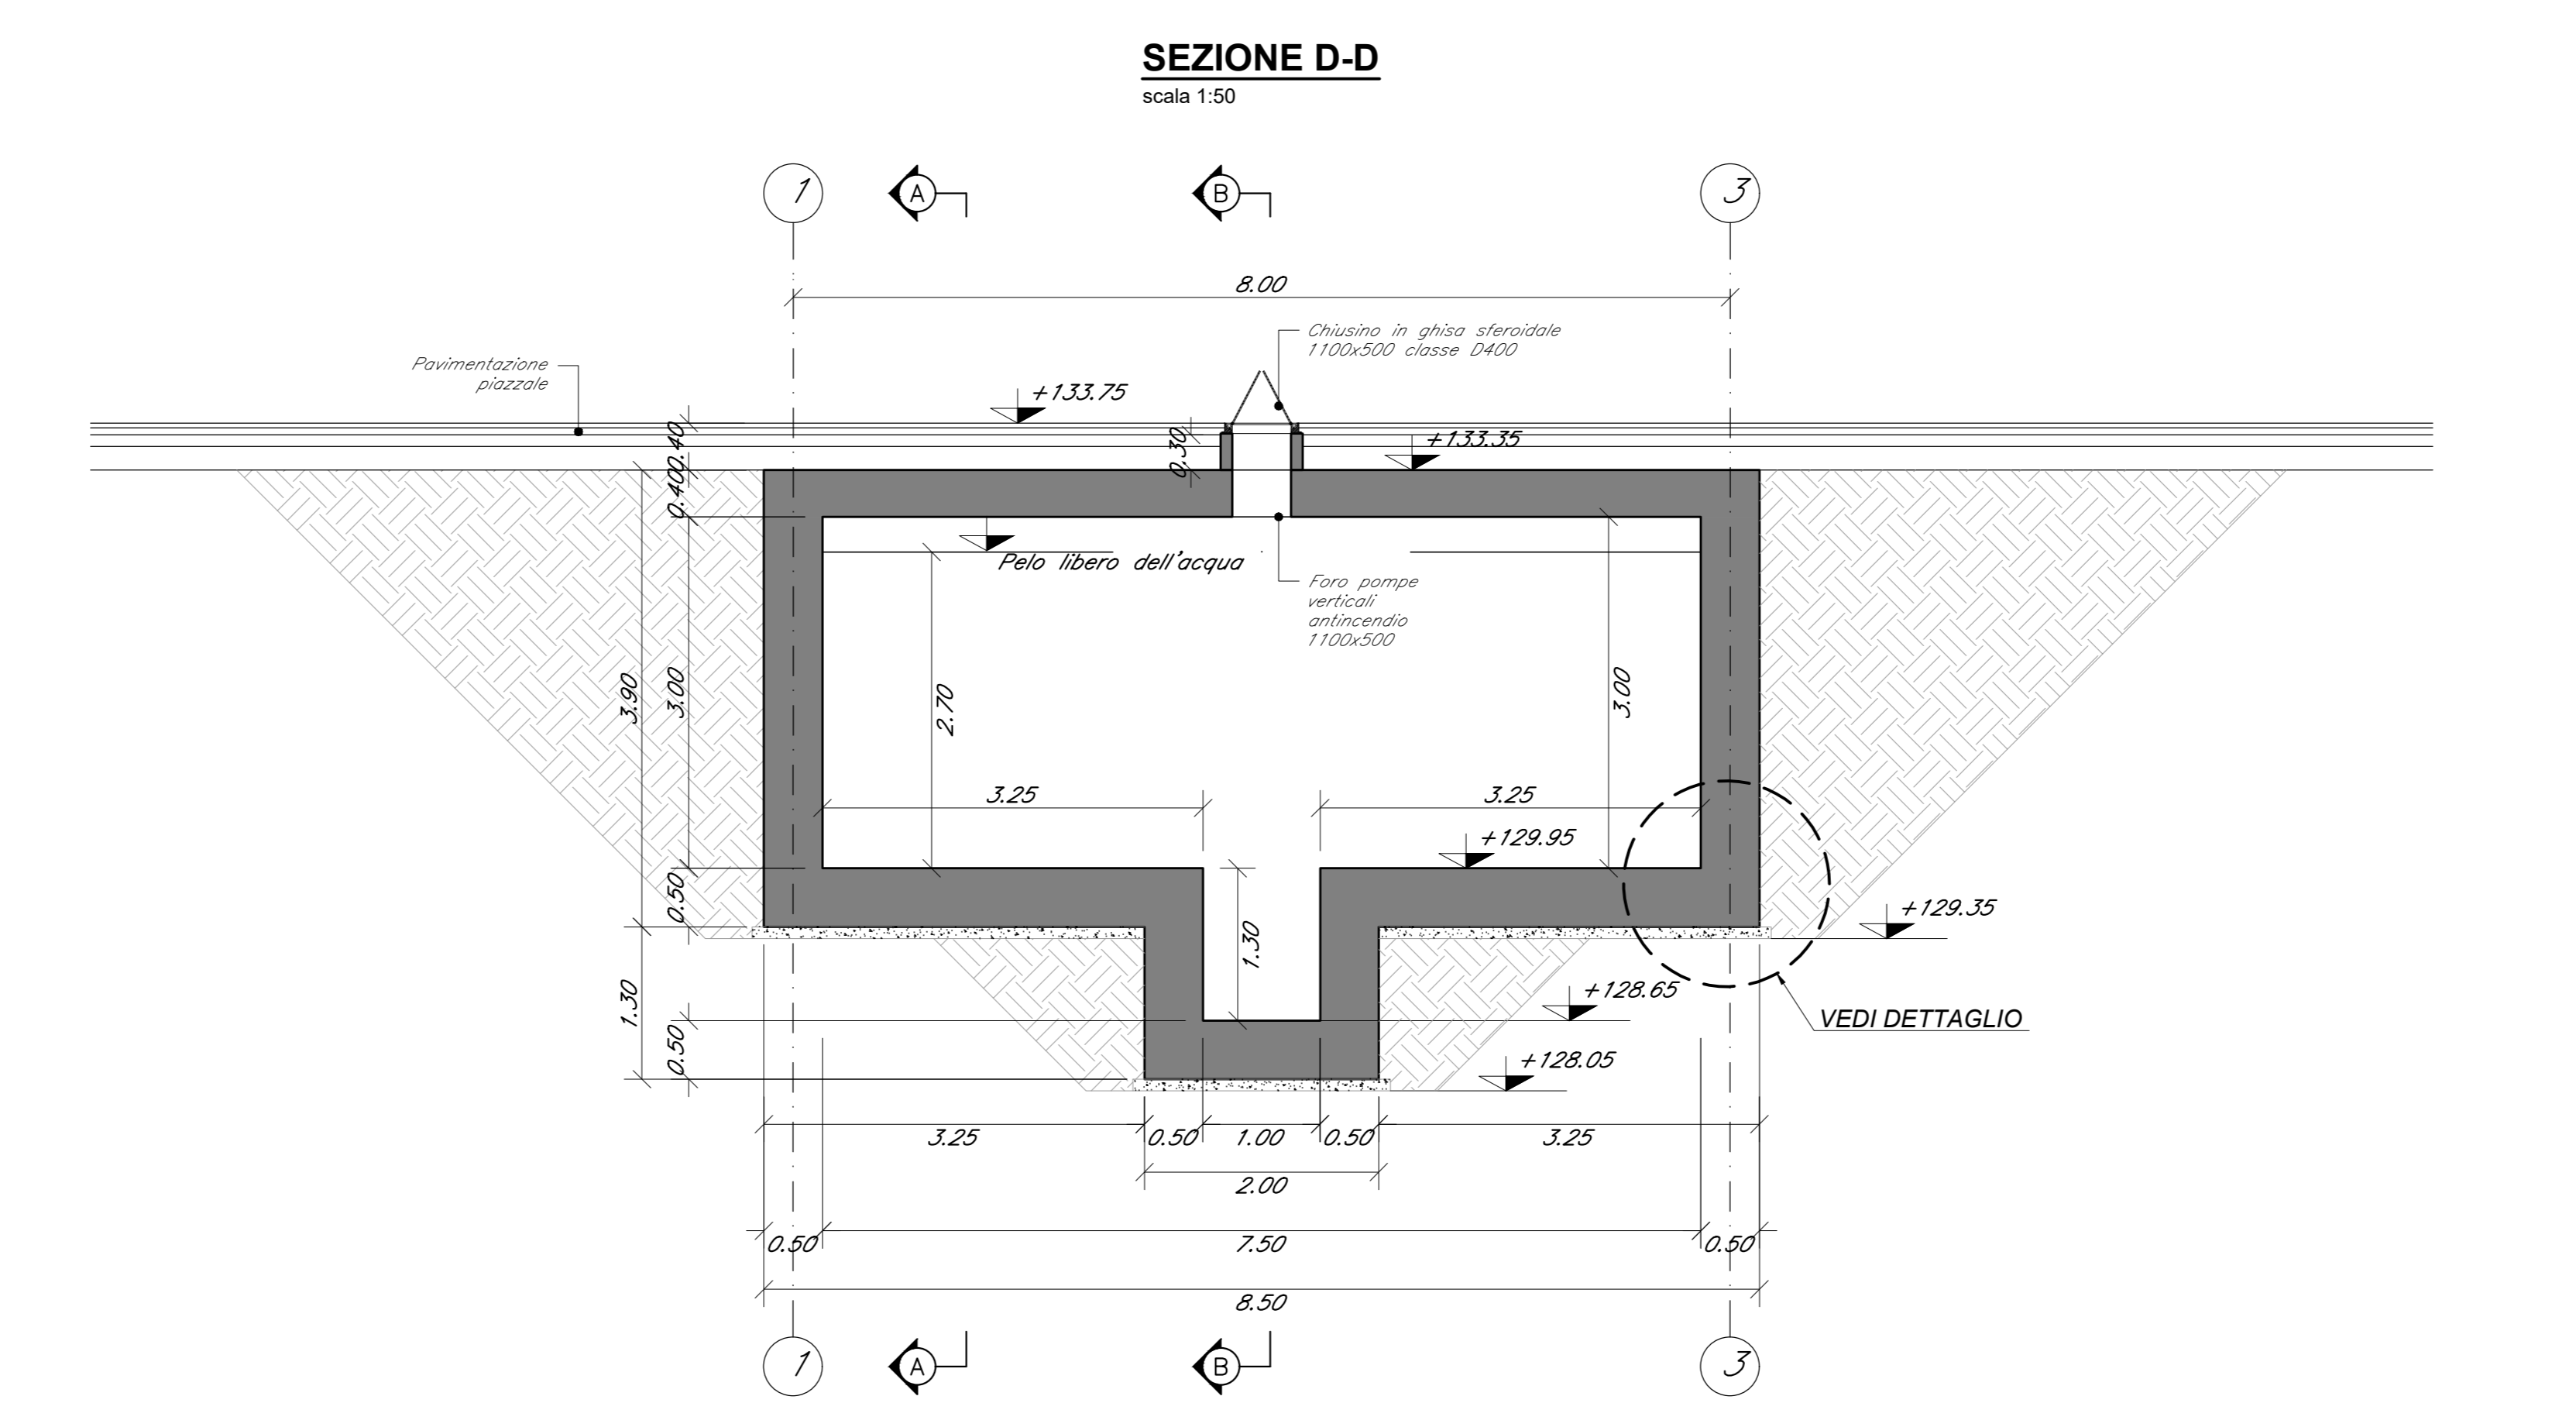 SEZIONE D-D
scala 1:50
1
A
B
3
8.00
Chiusino in ghisa sferoidale
1100x500 classe D400
Pavimentazione
piazzale
+133.75
0.40
0.30
+133.35
0.40
Pelo libero dell'acqua
Foro pompe
verticali
antincendio
1100x500
3.90
3.00
2.70
3.00
3.25
3.25
+129.95
0.50
+129.35
1.30
1.30
+128.65
VEDI DETTAGLIO
0.50
+128.05
3.25
0.50
1.00
0.50
3.25
2.00
0.50
7.50
0.50
8.50
1
A
B
3